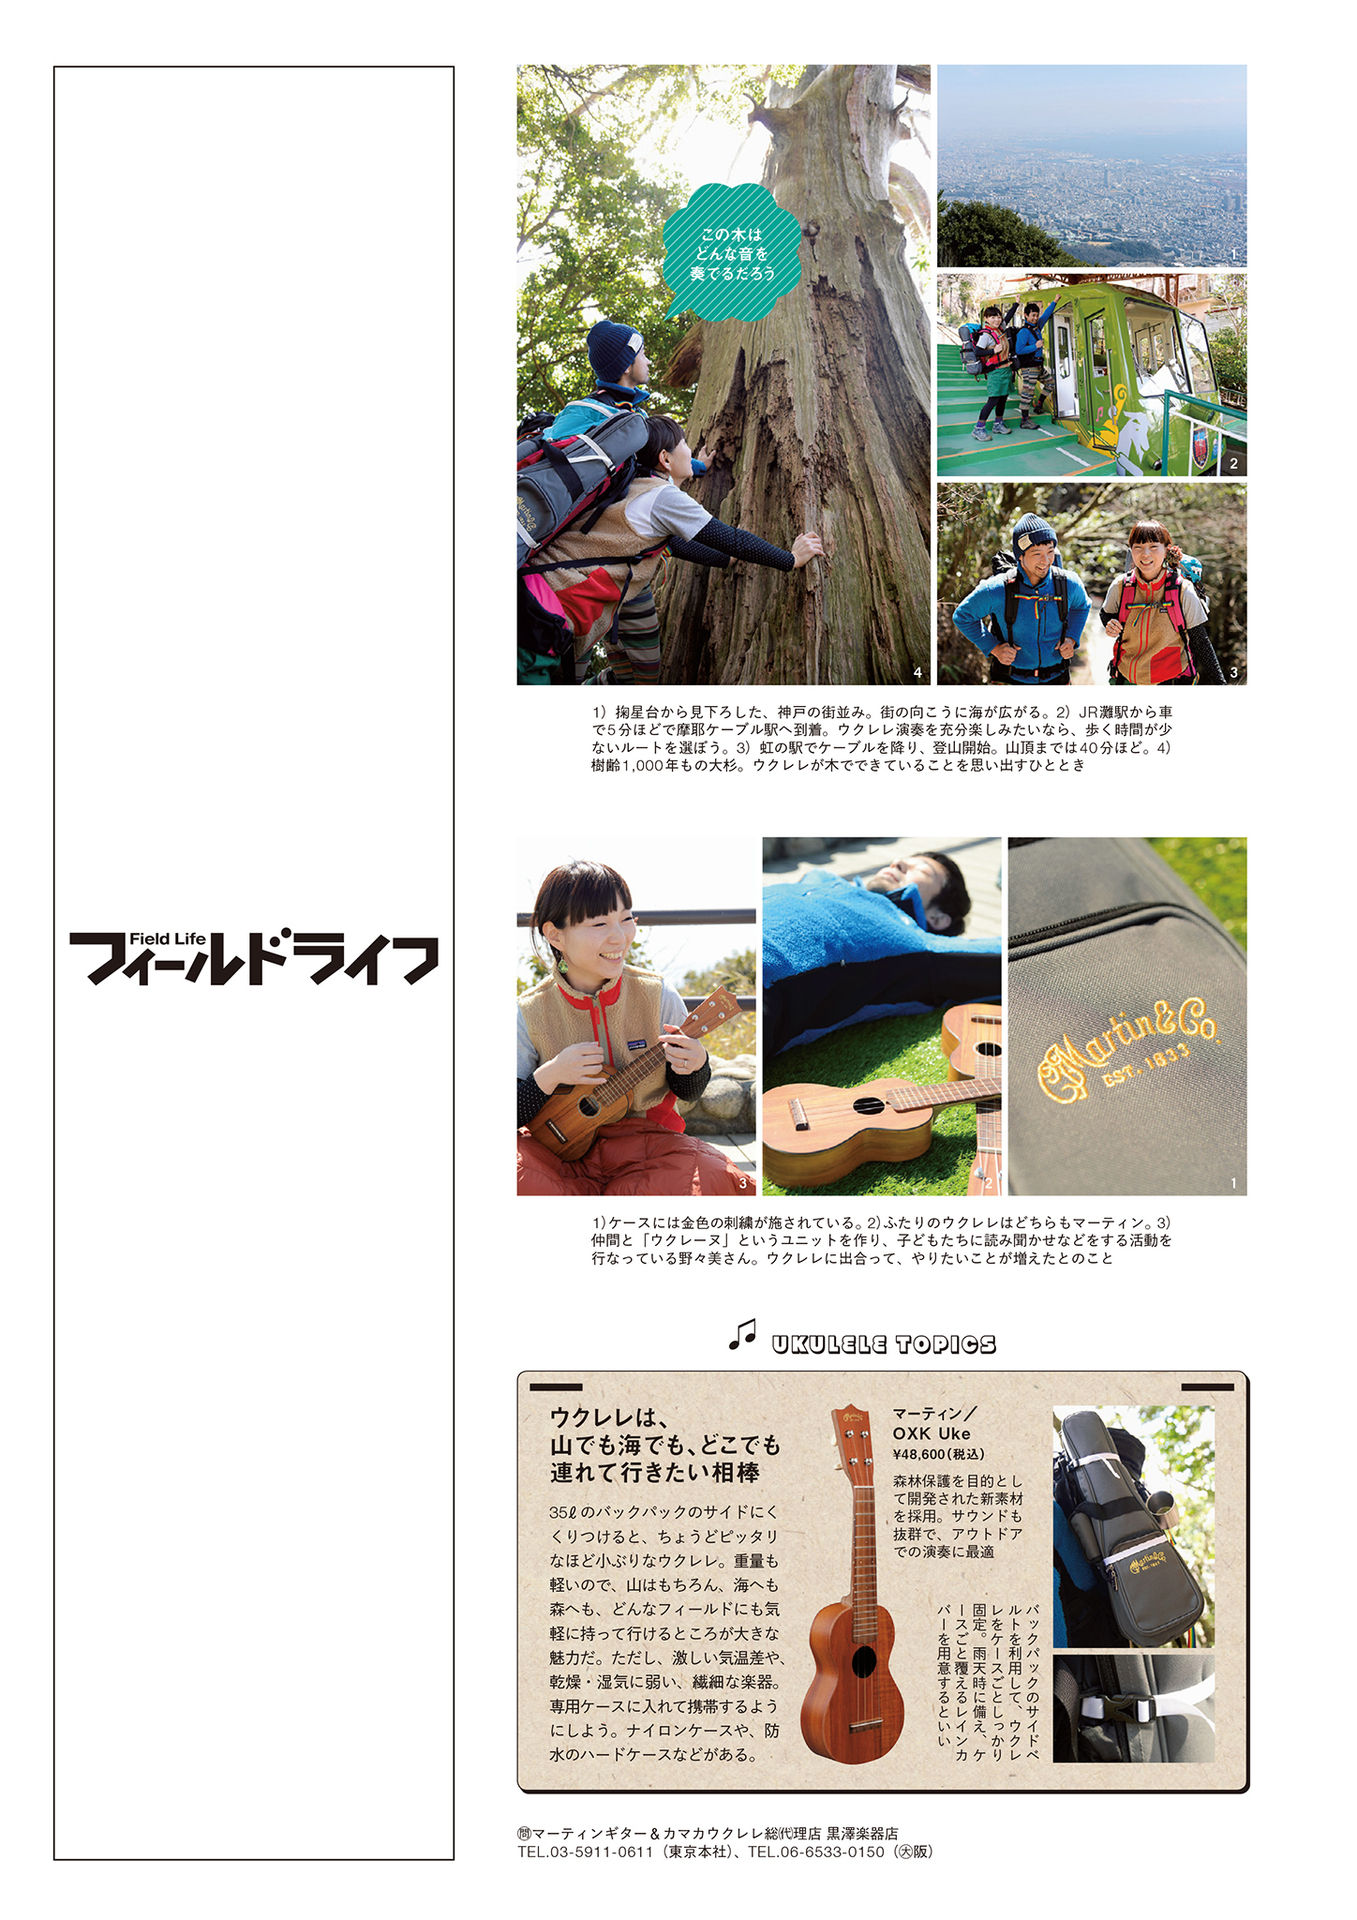 Field Life
フィールドライフ
この木は
どんな音を
奏でるだろう
1
2
3
4
1）掬星台から見下ろした、神戸の街並み。街の向こうに海が広がる。2）JR灘駅から車
で5分ほどで摩耶ケーブル駅へ到着。ウクレレ演奏を充分楽しみたいなら、歩く時間が少
ないルートを選ぼう。3）虹の駅でケーブルを降り、登山開始。山頂までは40分ほど。4）
樹齢1,000年もの大杉。ウクレレが木でできていることを思い出すひととき
3
2
1
Martin & Co.
EST. 1833
1）ケースには金色の刺繍が施されている。2）ふたりのウクレレはどちらもマーティン。3）
仲間と「ウクレーヌ」というユニットを作り、子どもたちに読み聞かせなどをする活動を
行なっている野々美さん。ウクレレに出合って、やりたいことが増えたとのこと
UKULELE TOPICS
ウクレレは、
山でも海でも、どこでも
連れて行きたい相棒
35ℓのバックパックのサイドにく
くりつけると、ちょうどピッタリ
なほど小ぶりなウクレレ。重量も
軽いので、山はもちろん、海へも
森へも、どんなフィールドにも気
軽に持って行けるところが大きな
魅力だ。ただし、激しい気温差や、
乾燥・湿気に弱い、繊細な楽器。
専用ケースに入れて携帯するよう
にしよう。ナイロンケースや、防
水のハードケースなどがある。
マーティン／
OXK Uke
¥48,600（税込）
森林保護を目的とし
て開発された新素材
を採用。サウンドも
抜群で、アウトドア
での演奏に最適
バックパックのサイドベ
ルトを利用して、ウクレ
レをケースごとしっかり
固定。雨天時に備え、ケ
ースごと覆えるレインカ
バーを用意するといい
Martin & Co.
EST. 1833
㉄マーティンギター＆カマカウクレレ総㈹理店 黒澤楽器店
TEL.03-5911-0611（東京本社）、TEL.06-6533-0150（㊛阪）